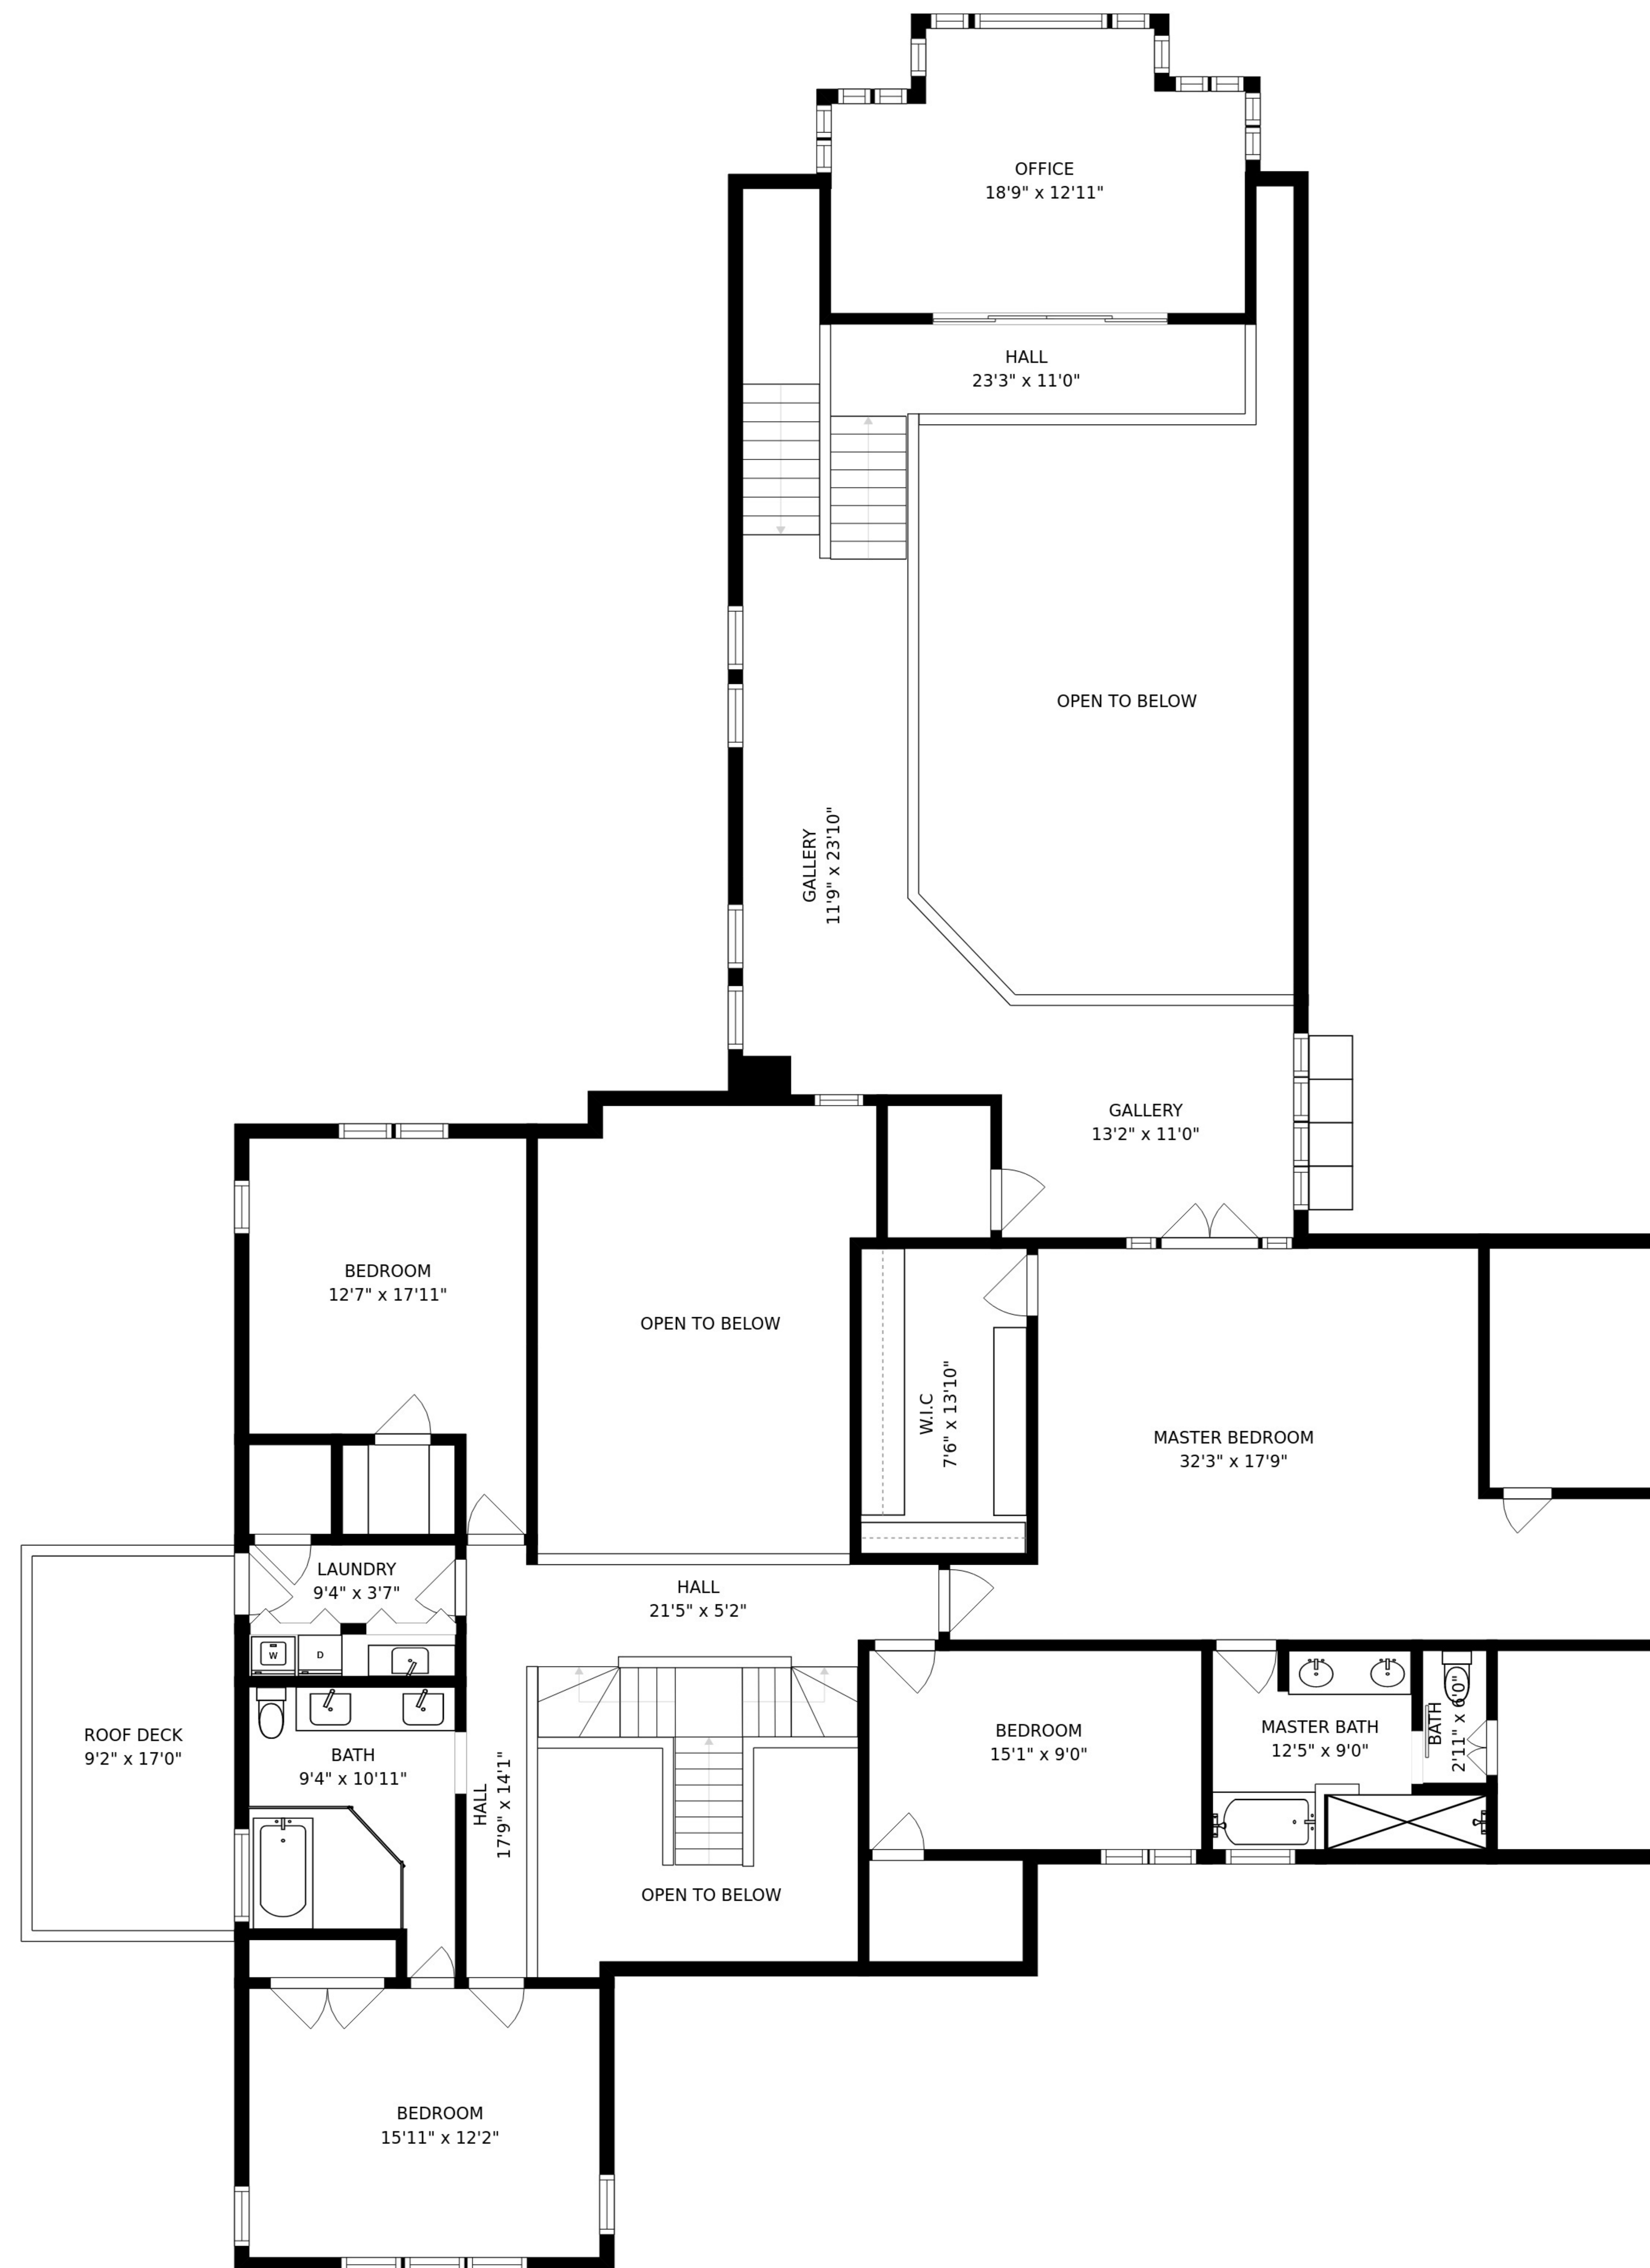 OFFICE
18'9" x 12'11"
HALL
23'3" x 11'0"
OPEN TO BELOW
GALLERY
11'9" x 23'10"
GALLERY
13'2" x 11'0"
BEDROOM
12'7" x 17'11"
OPEN TO BELOW
W.I.C
7'6" x 13'10"
MASTER BEDROOM
32'3" x 17'9"
LAUNDRY
9'4" x 3'7"
HALL
21'5" x 5'2"
W
D
ROOF DECK
9'2" x 17'0"
BATH
9'4" x 10'11"
HALL
17'9" x 14'1"
BEDROOM
15'1" x 9'0"
MASTER BATH
12'5" x 9'0"
BATH
2'11" x 6'0"
OPEN TO BELOW
BEDROOM
15'11" x 12'2"